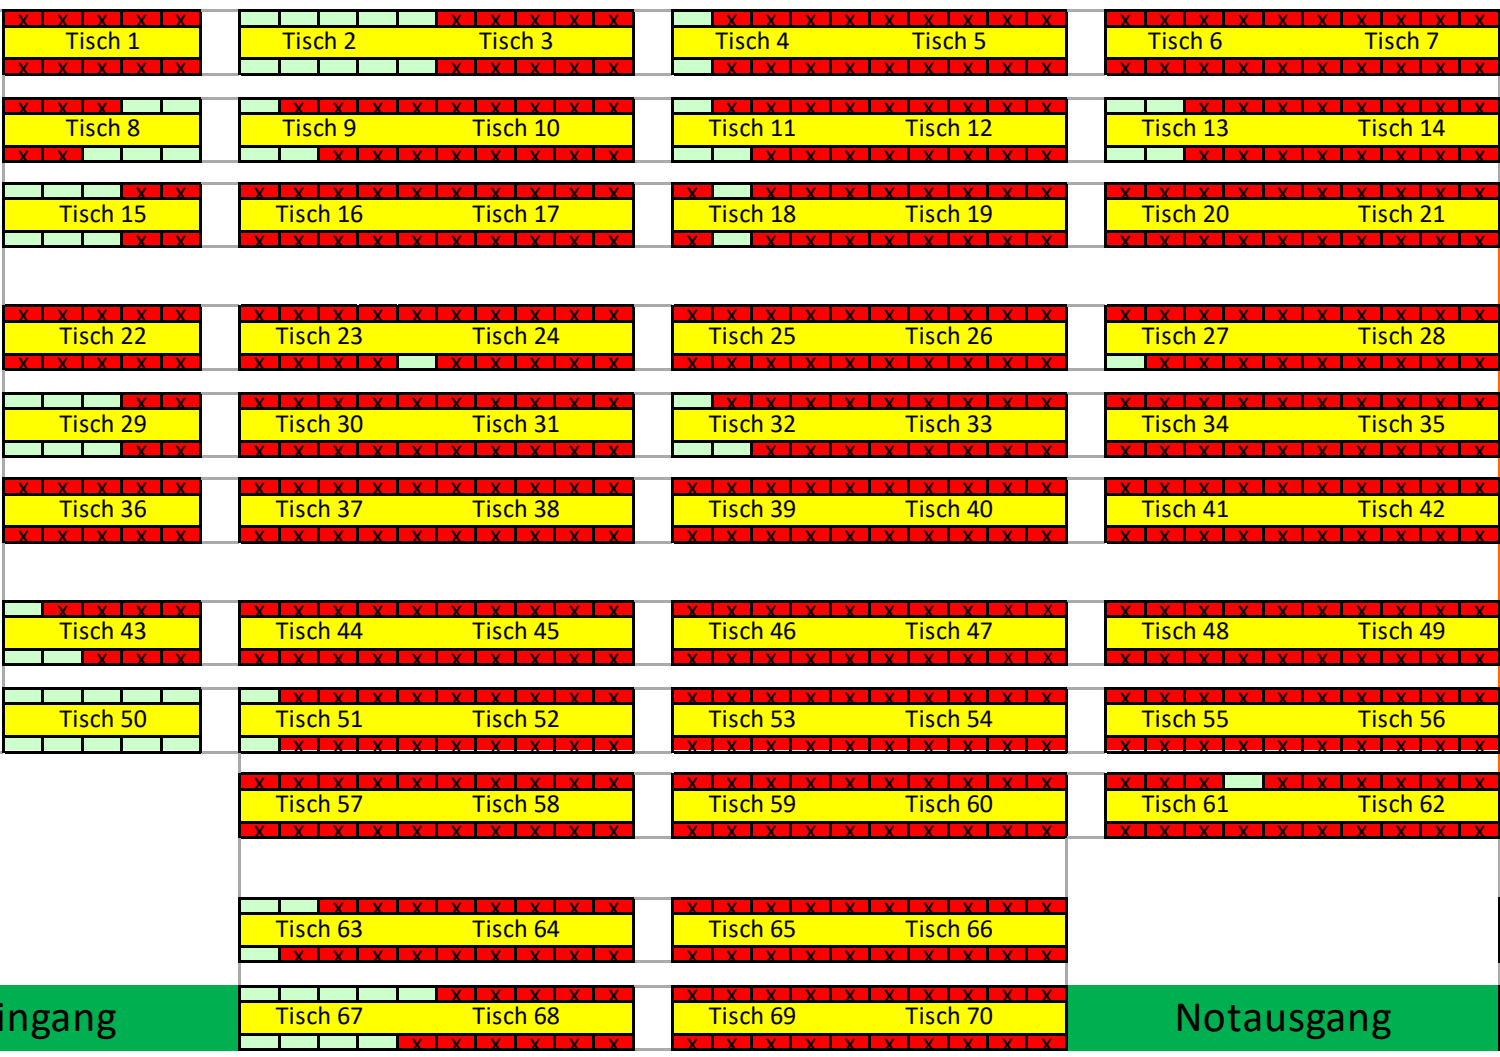 x x x x x x x x x x x x x x x x x x x x x x x x x x x x x
Tisch 1 Tisch 2 Tisch 3 Tisch 4 Tisch 5 Tisch 6 Tisch 7
x x x x x x x x x x x x x x x x x x x x x x x x x x x x x
x x x x x x x x x x x x x x x x x x x x x x x x x x x x x
Tisch 8 Tisch 9 Tisch 10 Tisch 11 Tisch 12 Tisch 13 Tisch 14
x x x x x x x x x x x x x x x x x x x x x x x x x x
x x x x x x x x x x x x x x x x x x x x x x x x x x x x x x x
Tisch 15 Tisch 16 Tisch 17 Tisch 18 Tisch 19 Tisch 20 Tisch 21
x x x x x x x x x x x x x x x x x x x x x x x x x x x x x x x
x x x x x x x x x x x x x x x x x x x x x x x x x x x x x x x x x x x
Tisch 22 Tisch 23 Tisch 24 Tisch 25 Tisch 26 Tisch 27 Tisch 28
x x x x x x x x x x x x x x x x x x x x x x x x x x x x x x x x x
x x x x x x x x x x x x x x x x x x x x x x x x x x x x x x x
Tisch 29 Tisch 30 Tisch 31 Tisch 32 Tisch 33 Tisch 34 Tisch 35
x x x x x x x x x x x x x x x x x x x x x x x x x x x x x x
x x x x x x x x x x x x x x x x x x x x x x x x x x x x x x x x x x x
Tisch 36 Tisch 37 Tisch 38 Tisch 39 Tisch 40 Tisch 41 Tisch 42
x x x x x x x x x x x x x x x x x x x x x x x x x x x x x x x x x x x
x x x x x x x x x x x x x x x x x x x x x x x x x x x x x x x x x x
Tisch 43 Tisch 44 Tisch 45 Tisch 46 Tisch 47 Tisch 48 Tisch 49
x x x x x x x x x x x x x x x x x x x x x x x x x x x x x x x x x
x x x x x x x x x x x x x x x x x x x x x x x x x x x x x
Tisch 50 Tisch 51 Tisch 52 Tisch 53 Tisch 54 Tisch 55 Tisch 56
x x x x x x x x x x x x x x x x x x x x x x x x x x x x x
x x x x x x x x x x x x x x x x x x x x x x x x x x x x x
Tisch 57 Tisch 58 Tisch 59 Tisch 60 Tisch 61 Tisch 62
x x x x x x x x x x x x x x x x x x x x x x x x x x x x x x
x x x x x x x x x x x x x x x x x x
Tisch 63 Tisch 64 Tisch 65 Tisch 66
x x x x x x x x x x x x x x x x x x x
x x x x x x x x x x x x x x x
ingang Tisch 67 Tisch 68 Tisch 69 Tisch 70 Notausgang
x x x x x x x x x x x x x x x x